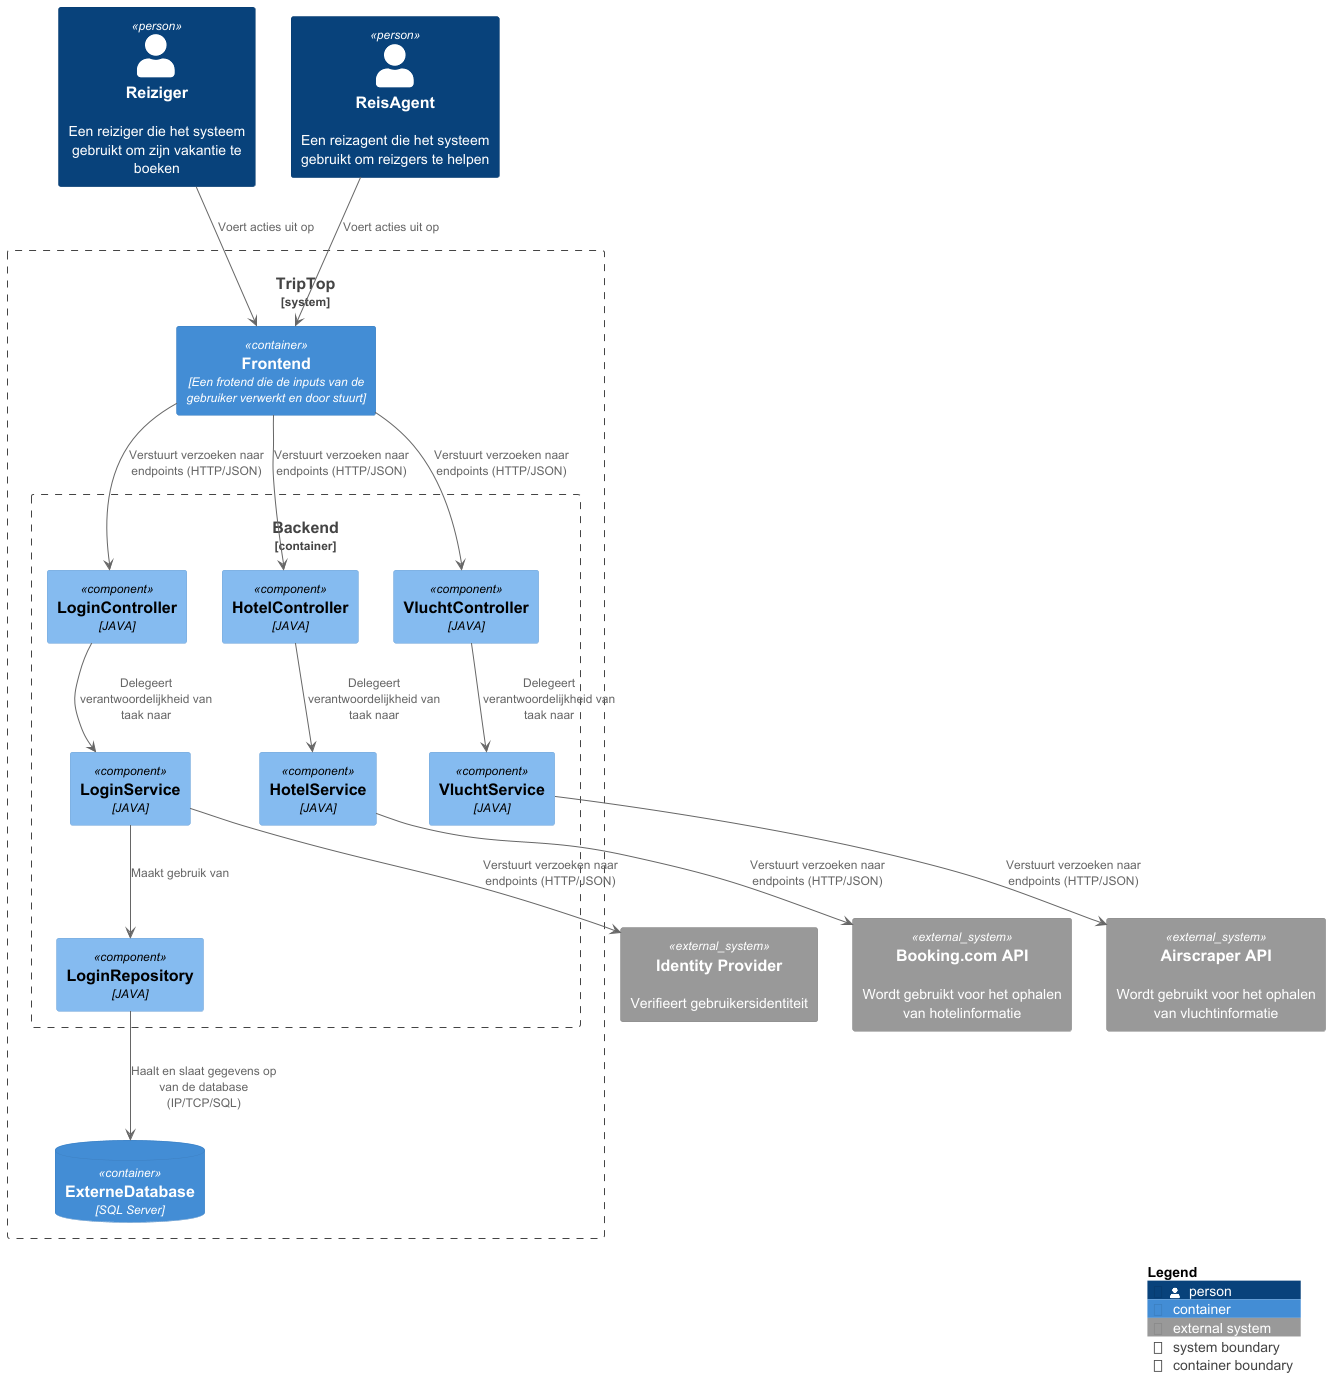 «person»
Reiziger
Een reiziger die het systeem
gebruikt om zijn vakantie te
boeken
«person»
ReisAgent
Een reizagent die het systeem
gebruikt om reizgers te helpen
Voert acties uit op
Voert acties uit op
TripTop
[system]
«container»
Frontend
[Een frotend die de inputs van de
gebruiker verwerkt en door stuurt]
Verstuurt verzoeken naar
endpoints (HTTP/JSON)
Verstuurt verzoeken naar
endpoints (HTTP/JSON)
Verstuurt verzoeken naar
endpoints (HTTP/JSON)
Backend
[container]
«component»
LoginController
[JAVA]
«component»
HotelController
[JAVA]
«component»
VluchtController
[JAVA]
Delegeert
verantwoordelijkheid van
taak naar
Delegeert
verantwoordelijkheid van
taak naar
Delegeert
verantwoordelijkheid van
taak naar
«component»
LoginService
[JAVA]
«component»
HotelService
[JAVA]
«component»
VluchtService
[JAVA]
Maakt gebruik van
Verstuurt verzoeken naar
endpoints (HTTP/JSON)
Verstuurt verzoeken naar
endpoints (HTTP/JSON)
Verstuurt verzoeken naar
endpoints (HTTP/JSON)
«component»
LoginRepository
[JAVA]
«external_system»
Identity Provider
Verifieert gebruikersidentiteit
«external_system»
Booking.com API
Wordt gebruikt voor het ophalen
van hotelinformatie
«external_system»
Airscraper API
Wordt gebruikt voor het ophalen
van vluchtinformatie
Haalt en slaat gegevens op
van de database
(IP/TCP/SQL)
«container»
ExterneDatabase
[SQL Server]
Legend
person
container
external system
system boundary
container boundary